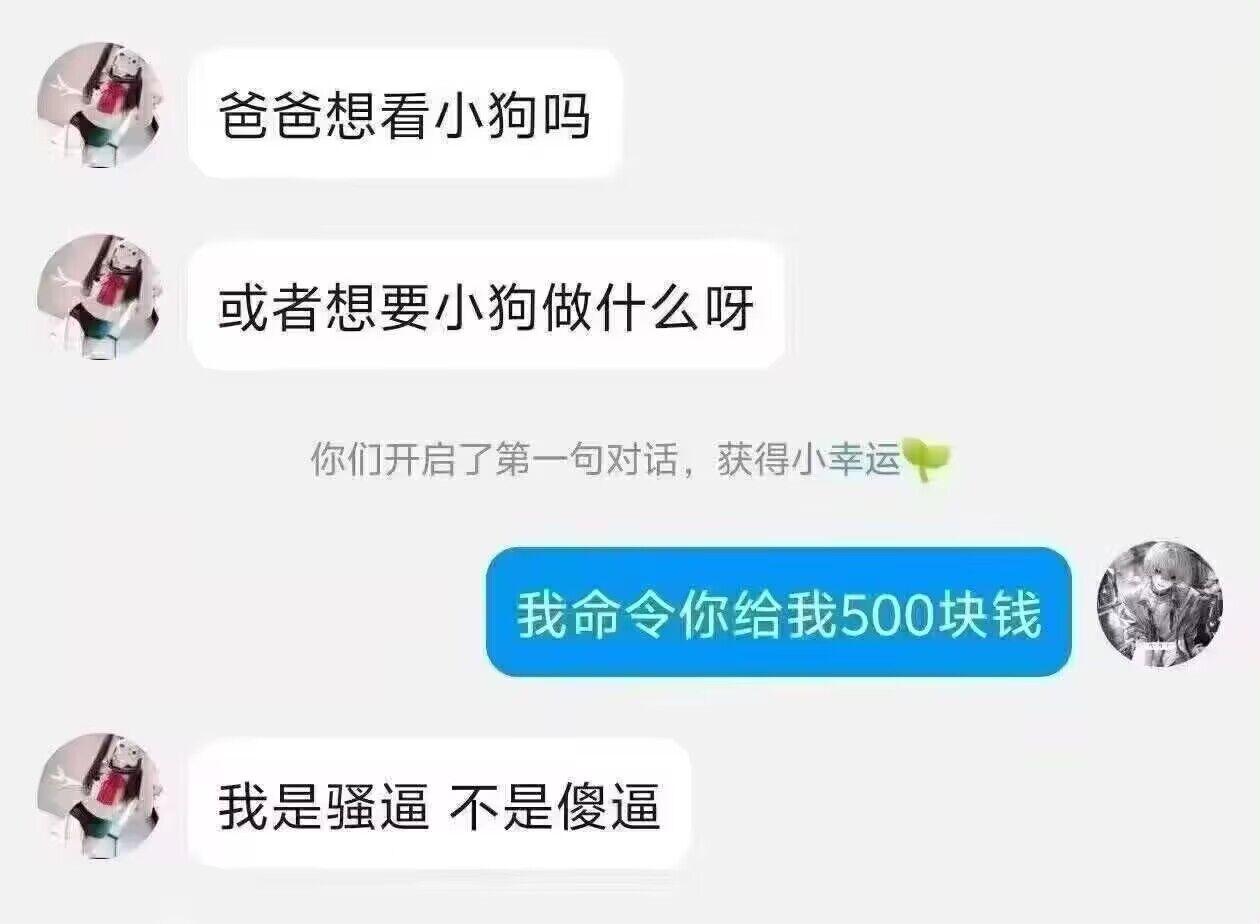 爸爸想看小狗吗
或者想要小狗做什么呀
你们开启了第一句对话，获得小幸运
我命令你给我500块钱
我是骚逼 不是傻逼